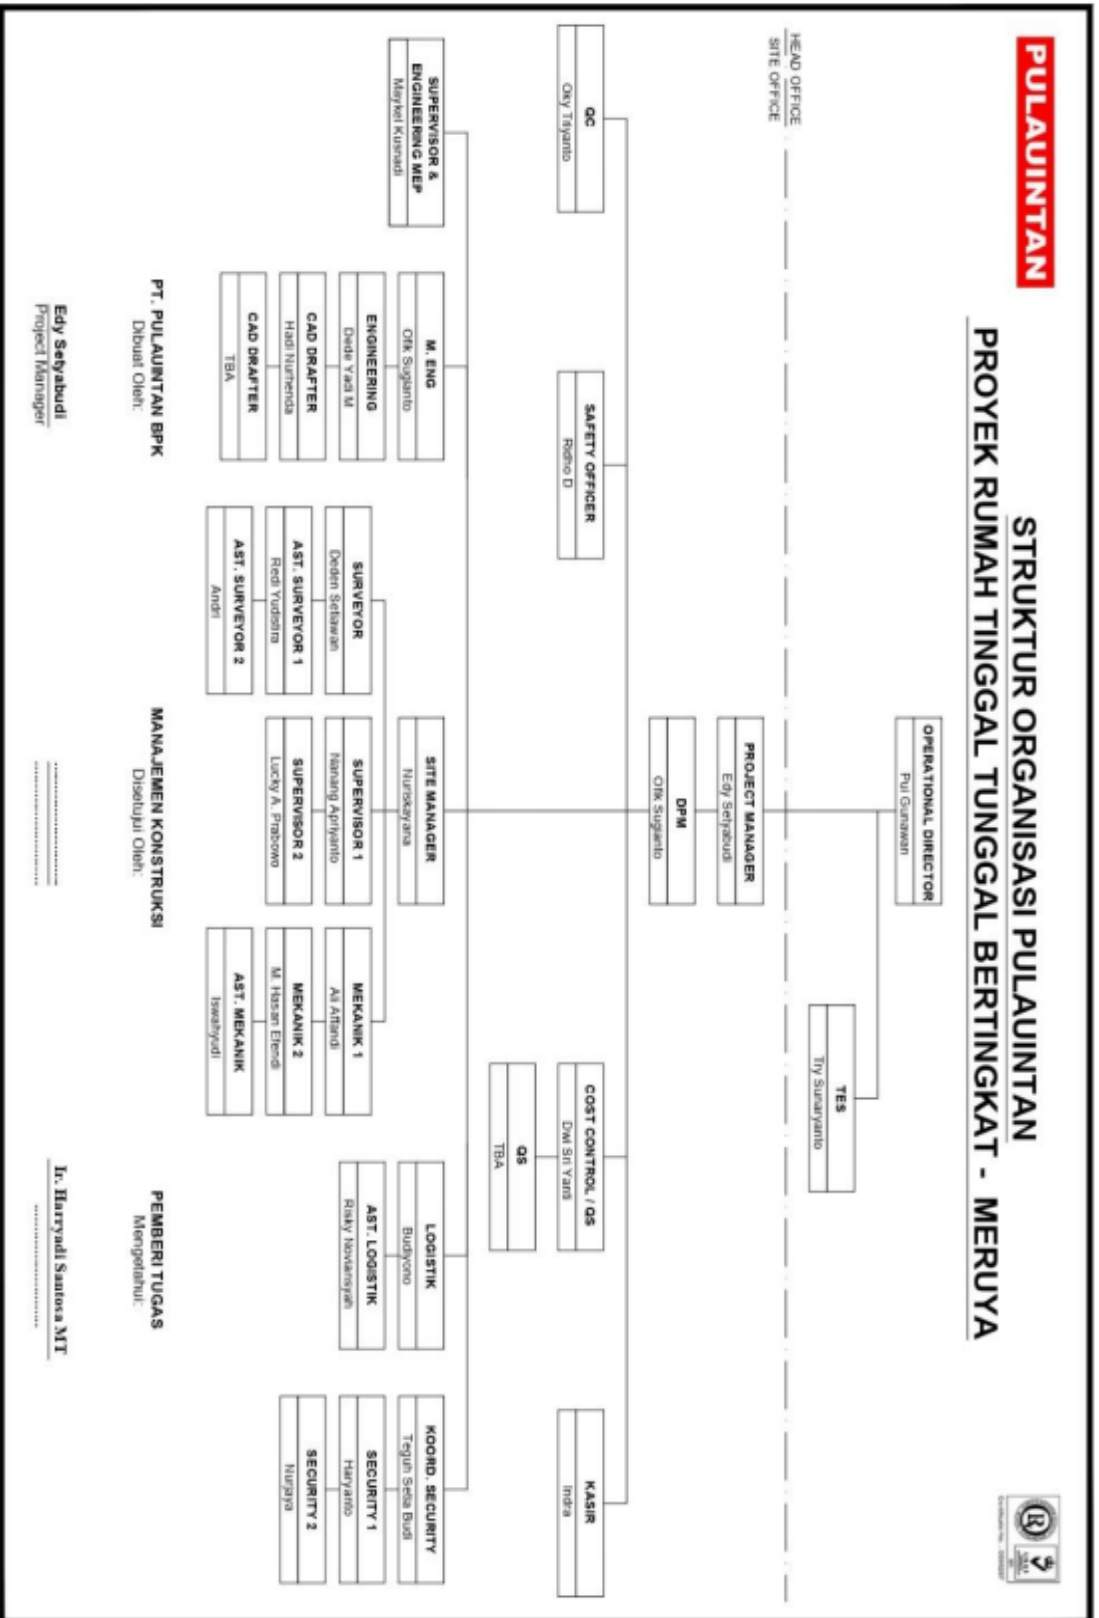 PULAUINTAN
STRUKTUR ORGANISASI PULAUINTAN
PROYEK RUMAH TINGGAL TUNGGAL BERTINGKAT - MERUYA
OPERATIONAL DIRECTOR
Pui Gunawan
TES
Try Sunaryanto
HEAD OFFICE
SITE OFFICE
PROJECT MANAGER
Edy Setyabudi
DPM
Ofik Sugianto
QC
Oky Triyanto
SAFETY OFFICER
Ridho D
COST CONTROL / QS
Dwi Sri Yanti
QS
TBA
KASIR
Indra
SUPERVISOR &
ENGINEERING MEP
Maykel Kusnadi
M. ENG
Ofik Sugianto
ENGINEERING
Dede Yadi M
CAD DRAFTER
Hadi Nurhenda
CAD DRAFTER
TBA
SITE MANAGER
Nuriskayana
SURVEYOR
Deden Setiawan
AST. SURVEYOR 1
Redi Yudistira
AST. SURVEYOR 2
Andri
SUPERVISOR 1
Nanang Apriyanto
SUPERVISOR 2
Lucky A. Prabowo
MEKANIK 1
Ali Affandi
MEKANIK 2
M. Hasan Efendi
AST. MEKANIK
Iswahyudi
LOGISTIK
Budiyono
AST. LOGISTIK
Risky Noviansyah
KOORD. SECURITY
Teguh Setia Budi
SECURITY 1
Haryanto
SECURITY 2
Nurjaya
PT. PULAUINTAN BPK
Dibuat Oleh:
Edy Setyabudi
Project Manager
MANAJEMEN KONSTRUKSI
Disetujui Oleh:
PEMBERI TUGAS
Mengetahui:
Ir. Harryadi Santosa MT